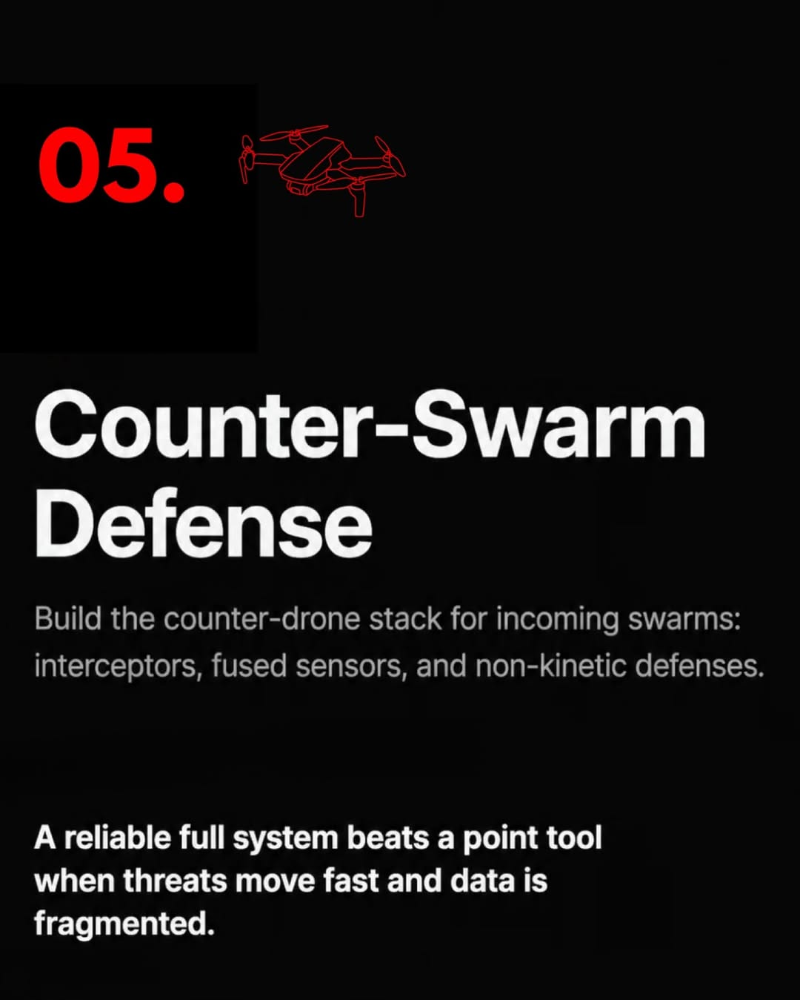 05.
Counter-Swarm
Defense
Build the counter-drone stack for incoming swarms:
interceptors, fused sensors, and non-kinetic defenses.
A reliable full system beats a point tool
when threats move fast and data is
fragmented.